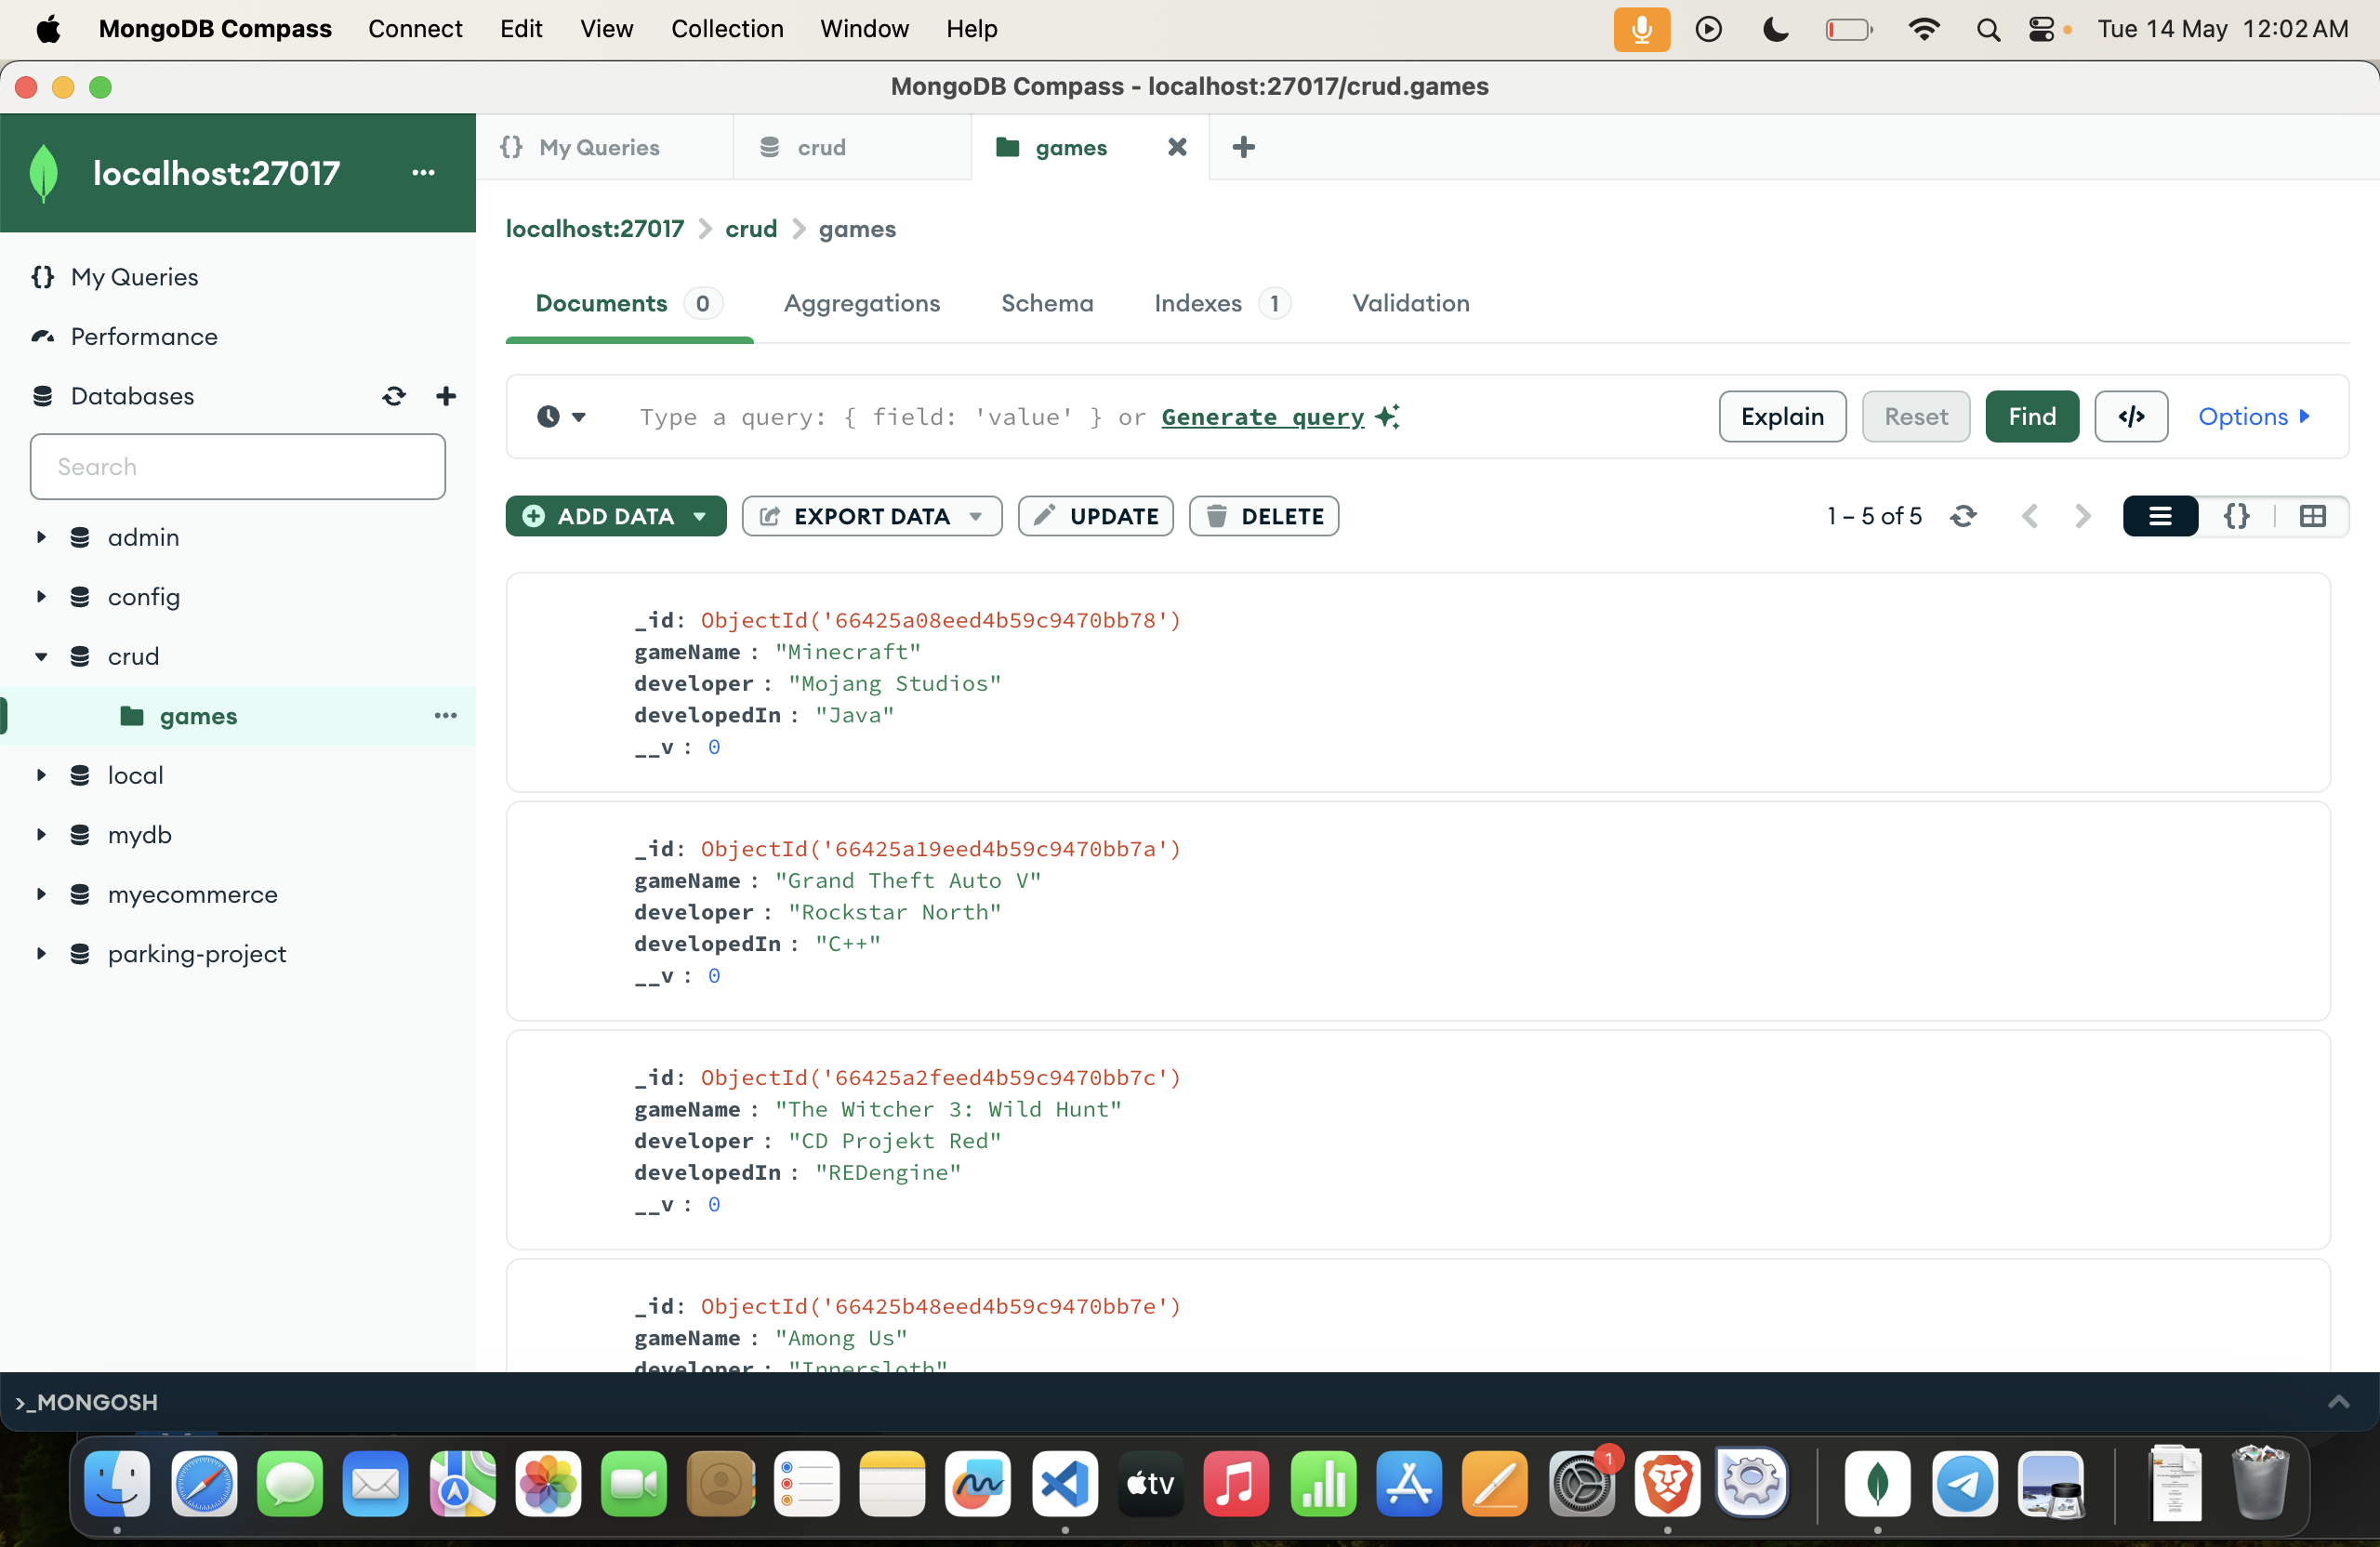 MongoDB Compass Connect Edit View Collection Window Help Tue 14 May 12:02 AM
MongoDB Compass - localhost:27017/crud.games
localhost:27017
My Queries
Performance
Databases
Search
admin
config
crud
games
local
mydb
myecommerce
parking-project
My Queries crud games
localhost:27017 crud games
Documents 0 Aggregations Schema Indexes 1 Validation
Type a query: { field: 'value' } or Generate query Explain Reset Find </> Options
ADD DATA EXPORT DATA UPDATE DELETE 1 – 5 of 5 {}
_id: ObjectId('66425a08eed4b59c9470bb78')
gameName : "Minecraft"
developer : "Mojang Studios"
developedIn : "Java"
__v : 0
_id: ObjectId('66425a19eed4b59c9470bb7a')
gameName : "Grand Theft Auto V"
developer : "Rockstar North"
developedIn : "C++"
__v : 0
_id: ObjectId('66425a2feed4b59c9470bb7c')
gameName : "The Witcher 3: Wild Hunt"
developer : "CD Projekt Red"
developedIn : "REDengine"
__v : 0
_id: ObjectId('66425b48eed4b59c9470bb7e')
gameName : "Among Us"
developer : "Innersloth"
>_MONGOSH
tv 1